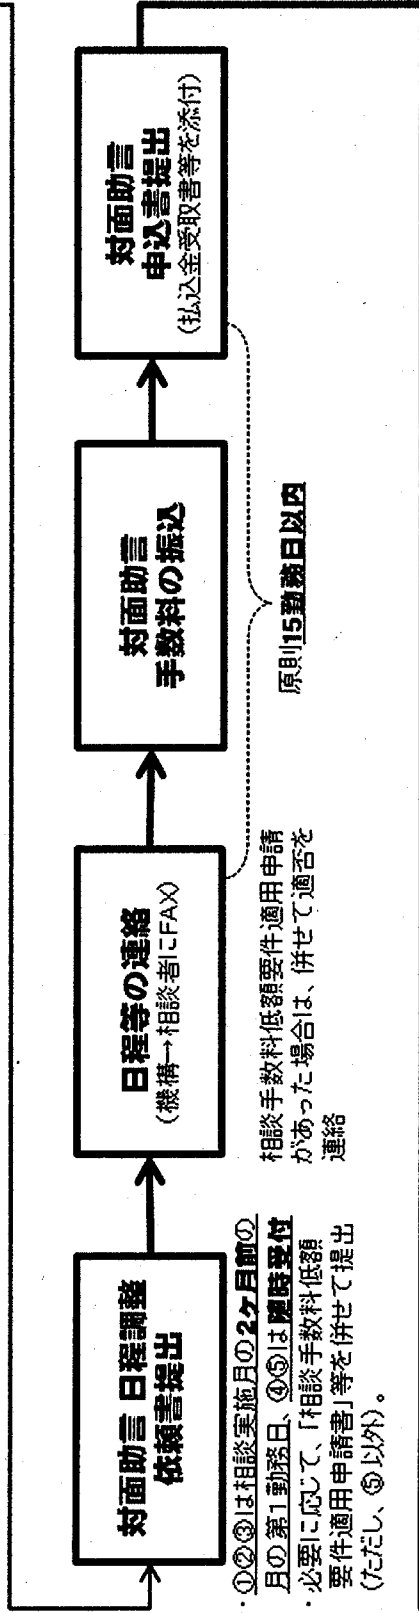 対面助言 日程調整
依頼書提出
・①②③は相談実施月の2ヶ月前の
月の第1勤務日、④⑤は随時受付
・必要に応じて、「相談手数料低額
要件適用申請書」等を併せて提出
(ただし、⑤以外)。
日程等の連絡
(機構→相談者にFAX)
相談手数料低額要件適用申請
があった場合は、併せて適否を
連絡
対面助言
手数料の振込
原則15勤務日以内
対面助言
申込書提出
(払込金受取書等を添付)